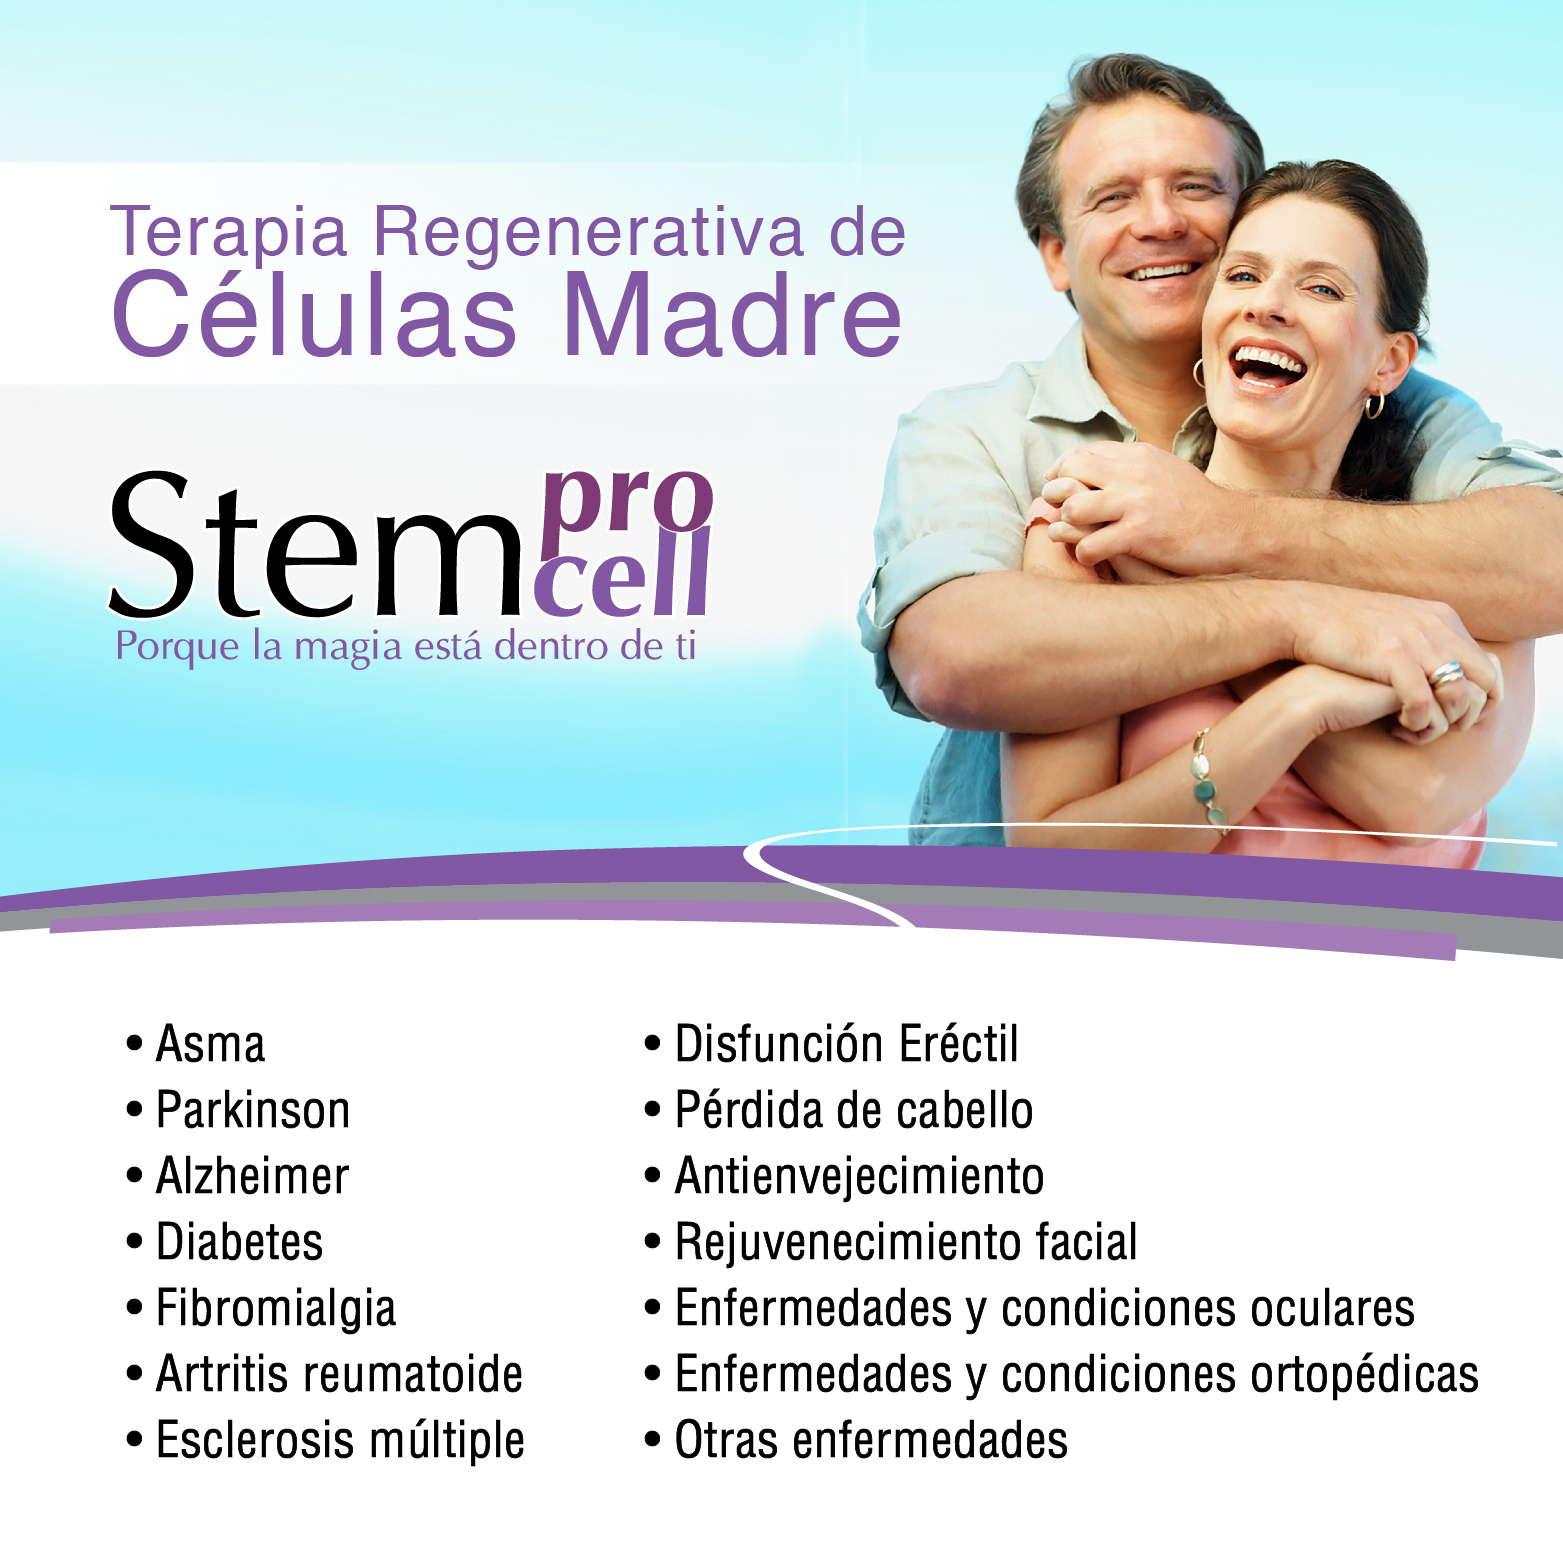 Terapia Regenerativa de
Células Madre
Stem pro cell
Porque la magia está dentro de ti
• Asma
• Parkinson
• Alzheimer
• Diabetes
• Fibromialgia
• Artritis reumatoide
• Esclerosis múltiple
• Disfunción Eréctil
• Pérdida de cabello
• Antienvejecimiento
• Rejuvenecimiento facial
• Enfermedades y condiciones oculares
• Enfermedades y condiciones ortopédicas
• Otras enfermedades